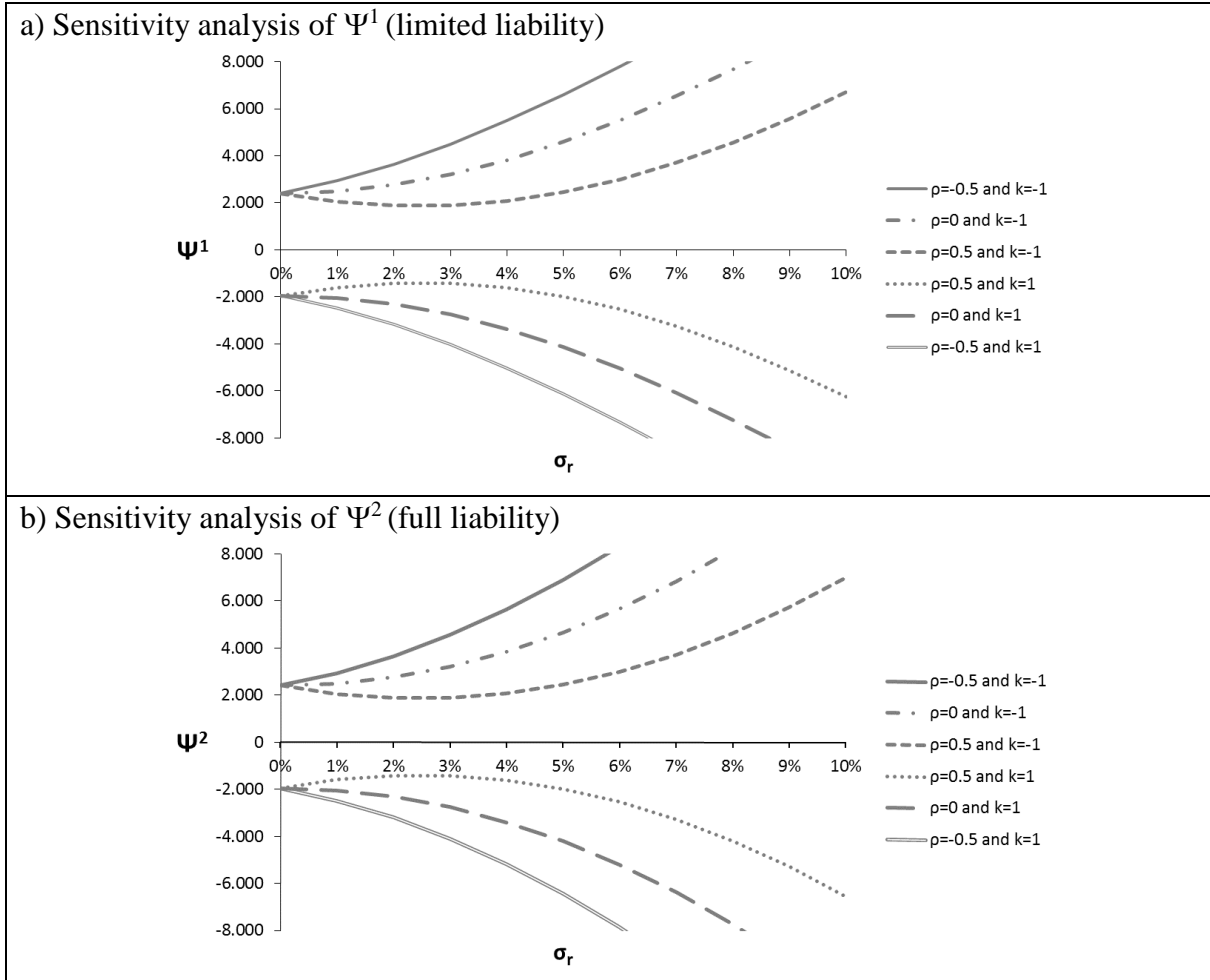 a) Sensitivity analysis of Ψ¹ (limited liability)
8.000
6.000
4.000
2.000
0
-2.000
-4.000
-6.000
-8.000
Ψ¹
0% 1% 2% 3% 4% 5% 6% 7% 8% 9% 10%
σr
ρ=-0.5 and k=-1
ρ=0 and k=-1
ρ=0.5 and k=-1
ρ=0.5 and k=1
ρ=0 and k=1
ρ=-0.5 and k=1
b) Sensitivity analysis of Ψ² (full liability)
8.000
6.000
4.000
2.000
0
-2.000
-4.000
-6.000
-8.000
Ψ²
0% 1% 2% 3% 4% 5% 6% 7% 8% 9% 10%
σr
ρ=-0.5 and k=-1
ρ=0 and k=-1
ρ=0.5 and k=-1
ρ=0.5 and k=1
ρ=0 and k=1
ρ=-0.5 and k=1